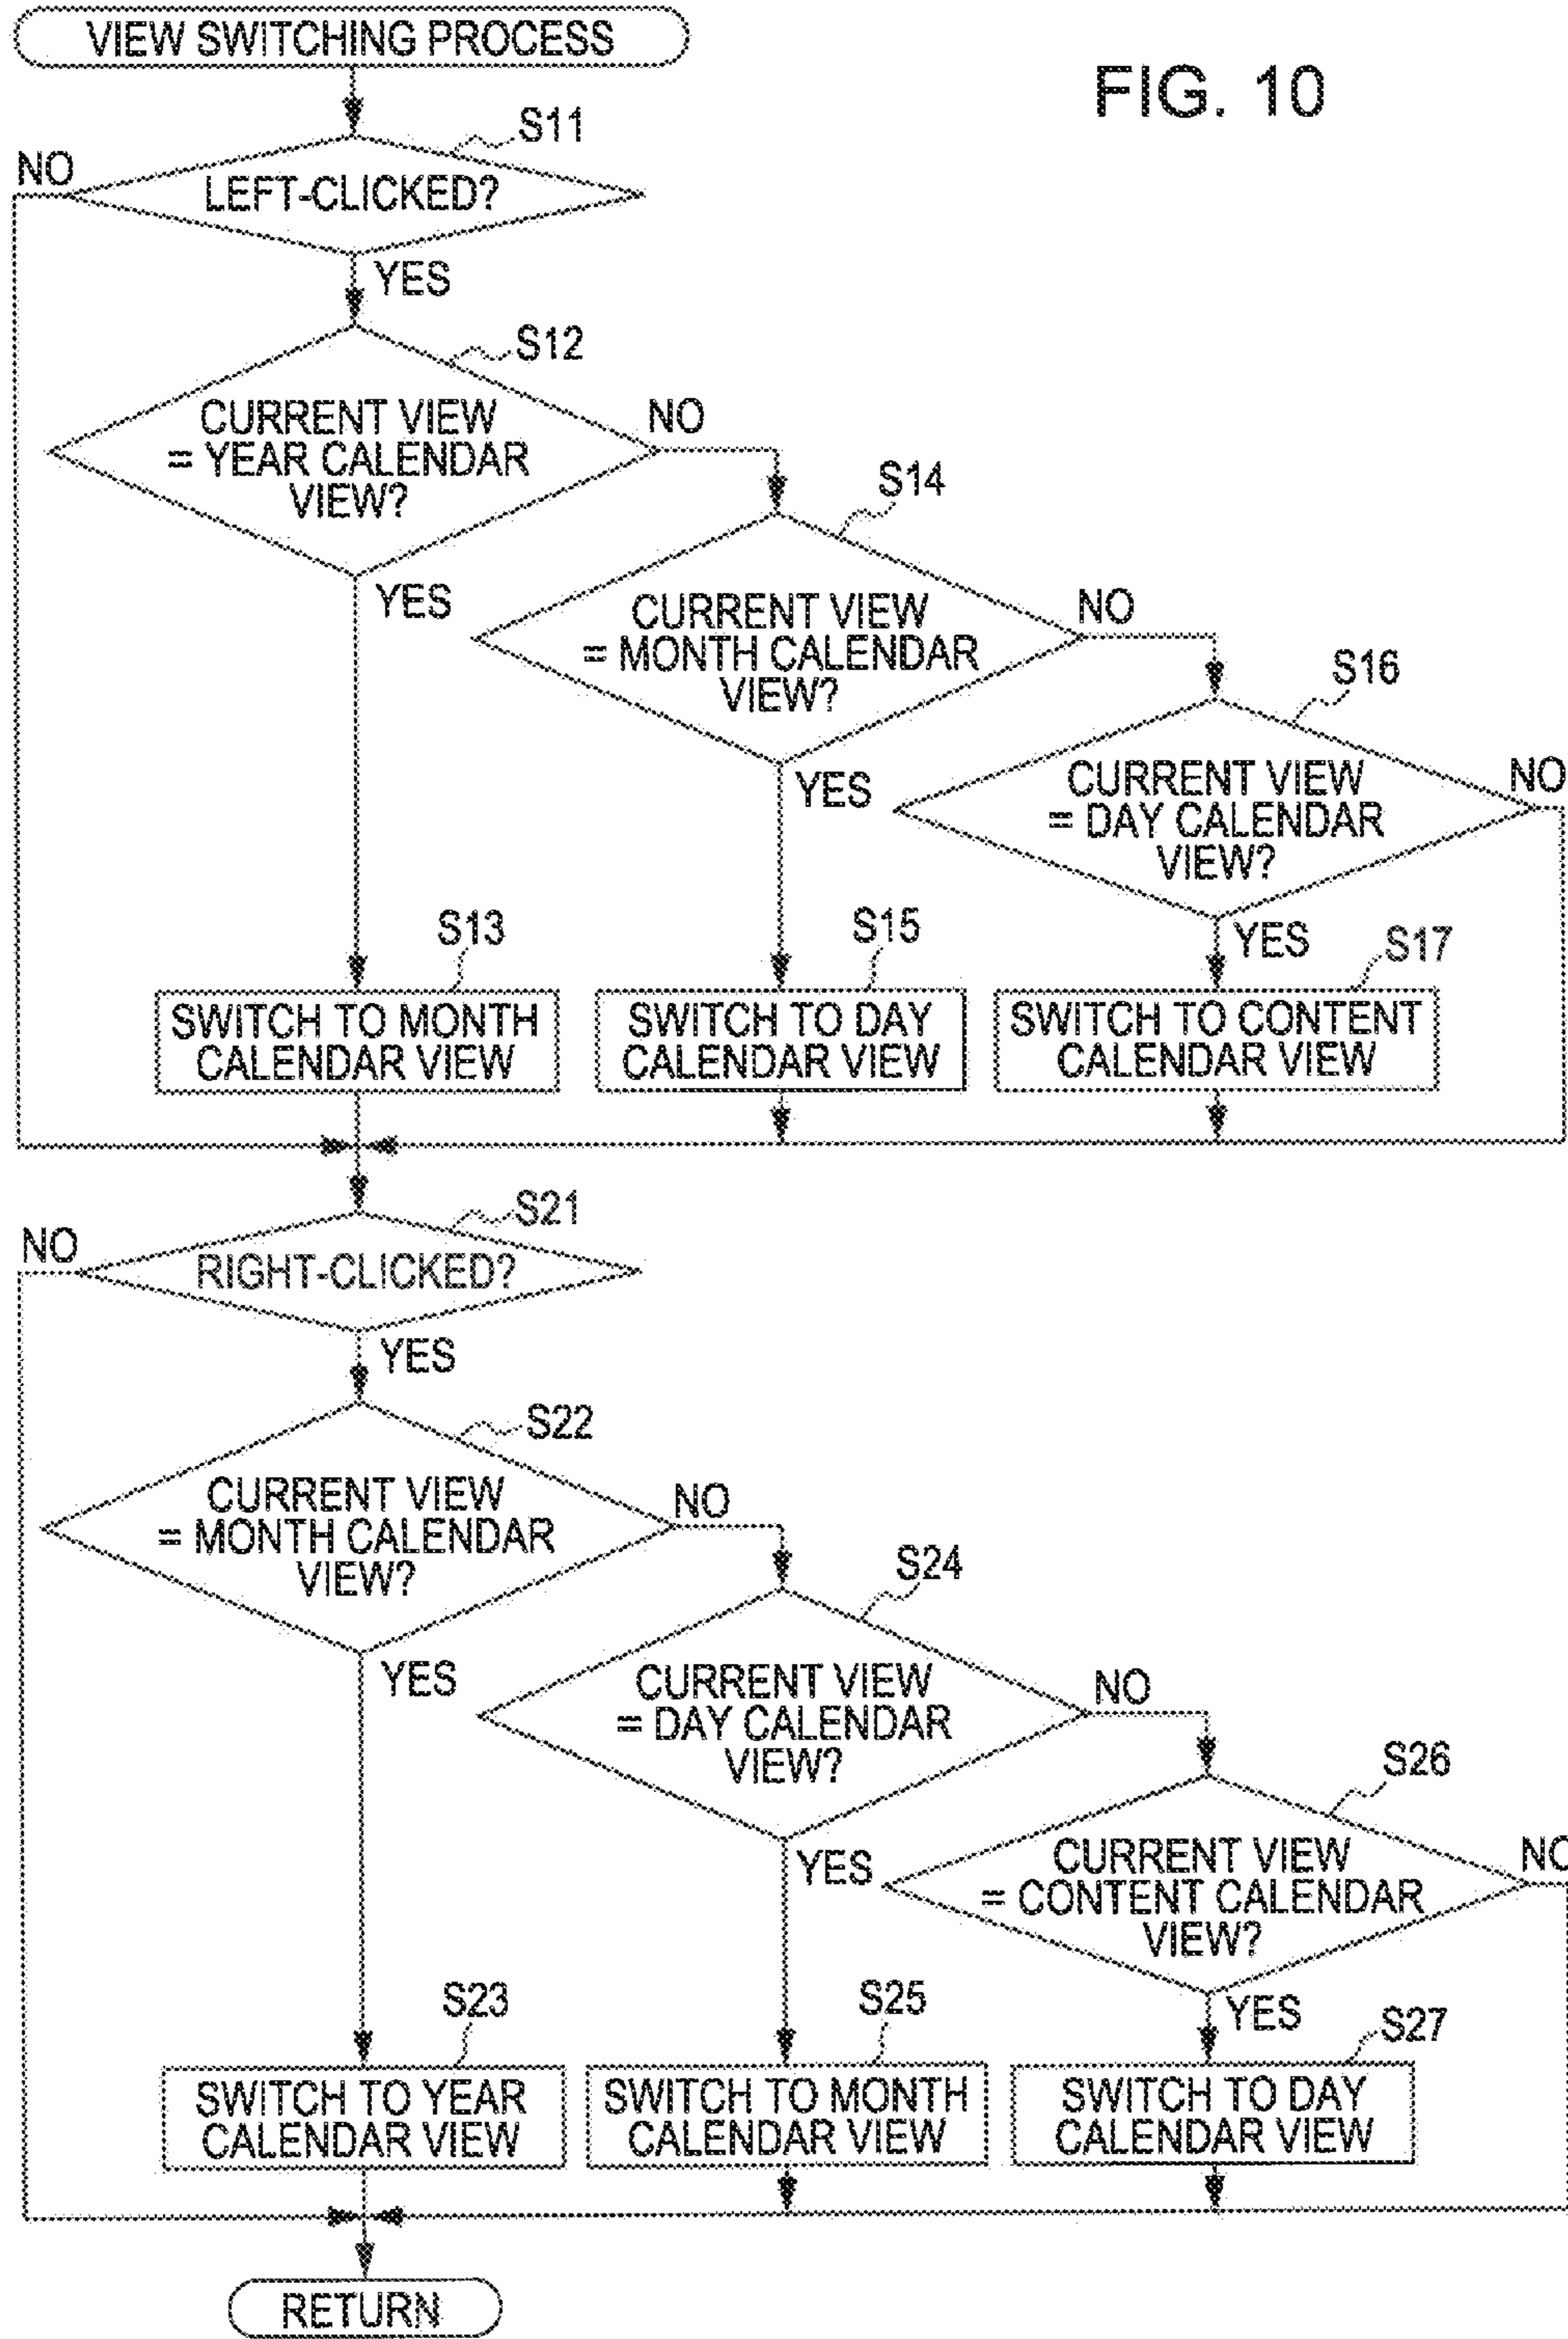 VIEW SWITCHING PROCESS
FIG. 10
S11
NO
LEFT-CLICKED?
YES
S12
CURRENT VIEW
= YEAR CALENDAR
VIEW?
NO
YES
S14
CURRENT VIEW
= MONTH CALENDAR
VIEW?
NO
YES
S16
CURRENT VIEW
= DAY CALENDAR
VIEW?
NO
YES
S13
SWITCH TO MONTH
CALENDAR VIEW
S15
SWITCH TO DAY
CALENDAR VIEW
S17
SWITCH TO CONTENT
CALENDAR VIEW
S21
NO
RIGHT-CLICKED?
YES
S22
CURRENT VIEW
= MONTH CALENDAR
VIEW?
NO
YES
S24
CURRENT VIEW
= DAY CALENDAR
VIEW?
NO
YES
S26
CURRENT VIEW
= CONTENT CALENDAR
VIEW?
NO
YES
S23
SWITCH TO YEAR
CALENDAR VIEW
S25
SWITCH TO MONTH
CALENDAR VIEW
S27
SWITCH TO DAY
CALENDAR VIEW
RETURN